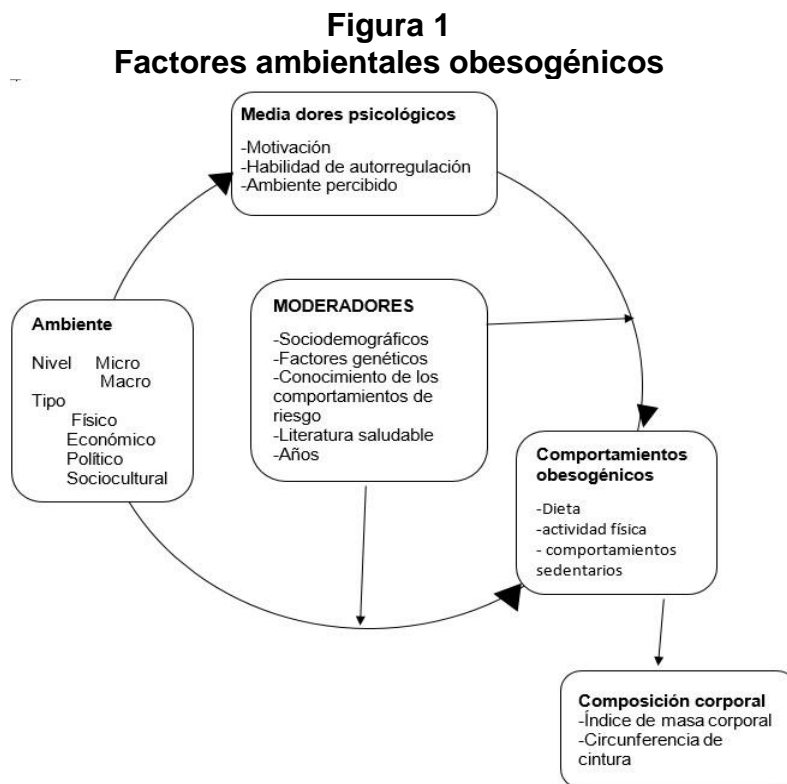 Figura 1
Factores ambientales obesogénicos
Media dores psicológicos
-Motivación
-Habilidad de autorregulación
-Ambiente percibido
Ambiente
Nivel Micro
Macro
Tipo
Físico
Económico
Político
Sociocultural
MODERADORES
-Sociodemográficos
-Factores genéticos
-Conocimiento de los
comportamientos de
riesgo
-Literatura saludable
-Años
Comportamientos
obesogénicos
-Dieta
-actividad física
- comportamientos
sedentarios
Composición corporal
-Índice de masa corporal
-Circunferencia de
cintura